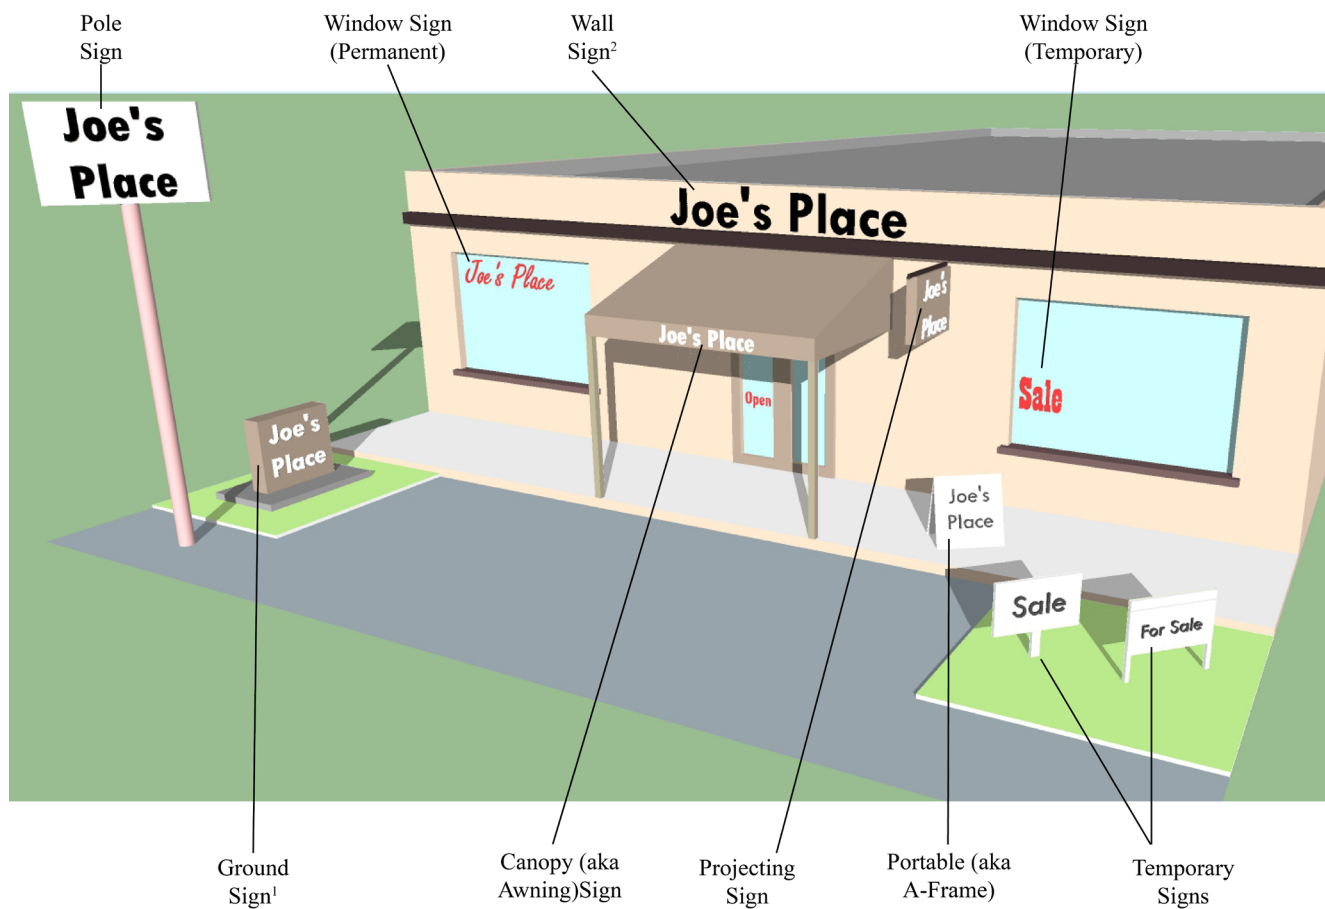 Pole
Sign
Window Sign
(Permanent)
Wall
Sign²
Window Sign
(Temporary)
Joe's
Place
Joe's Place
Joe's Place
Joe's
Place
Joe's Place
Open
Sale
Joe's
Place
Joe's
Place
Sale
For Sale
Ground
Sign¹
Canopy (aka
Awning)Sign
Projecting
Sign
Portable (aka
A-Frame)
Temporary
Signs